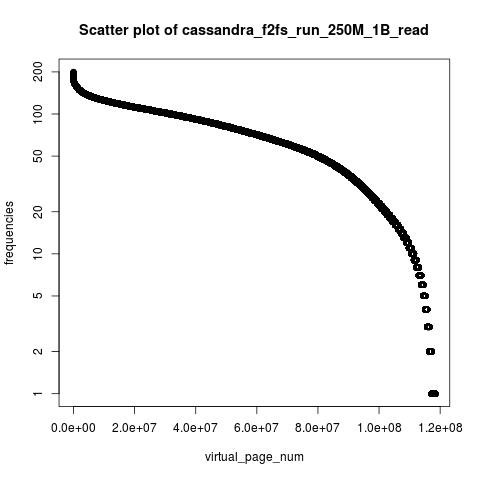 Scatter plot of cassandra_f2fs_run_250M_1B_read
frequencies
200
100
50
20
10
5
2
1
0.0e+00 2.0e+07 4.0e+07 6.0e+07 8.0e+07 1.0e+08 1.2e+08
virtual_page_num